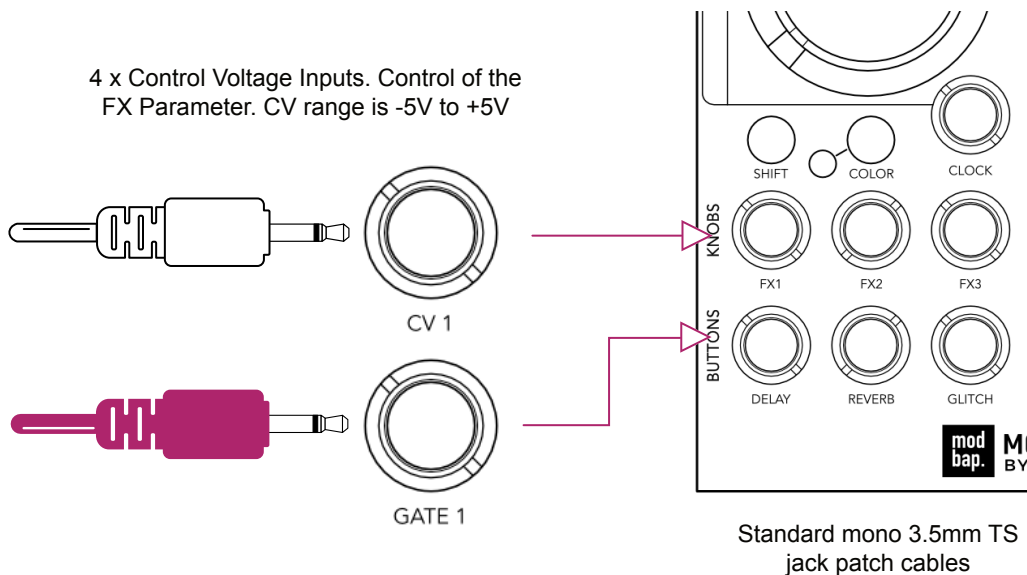 4 x Control Voltage Inputs. Control of the
FX Parameter. CV range is -5V to +5V
CV 1
GATE 1
SHIFT
COLOR
CLOCK
KNOBS
FX1
FX2
FX3
BUTTONS
DELAY
REVERB
GLITCH
mod
bap.
BY
Standard mono 3.5mm TS
jack patch cables